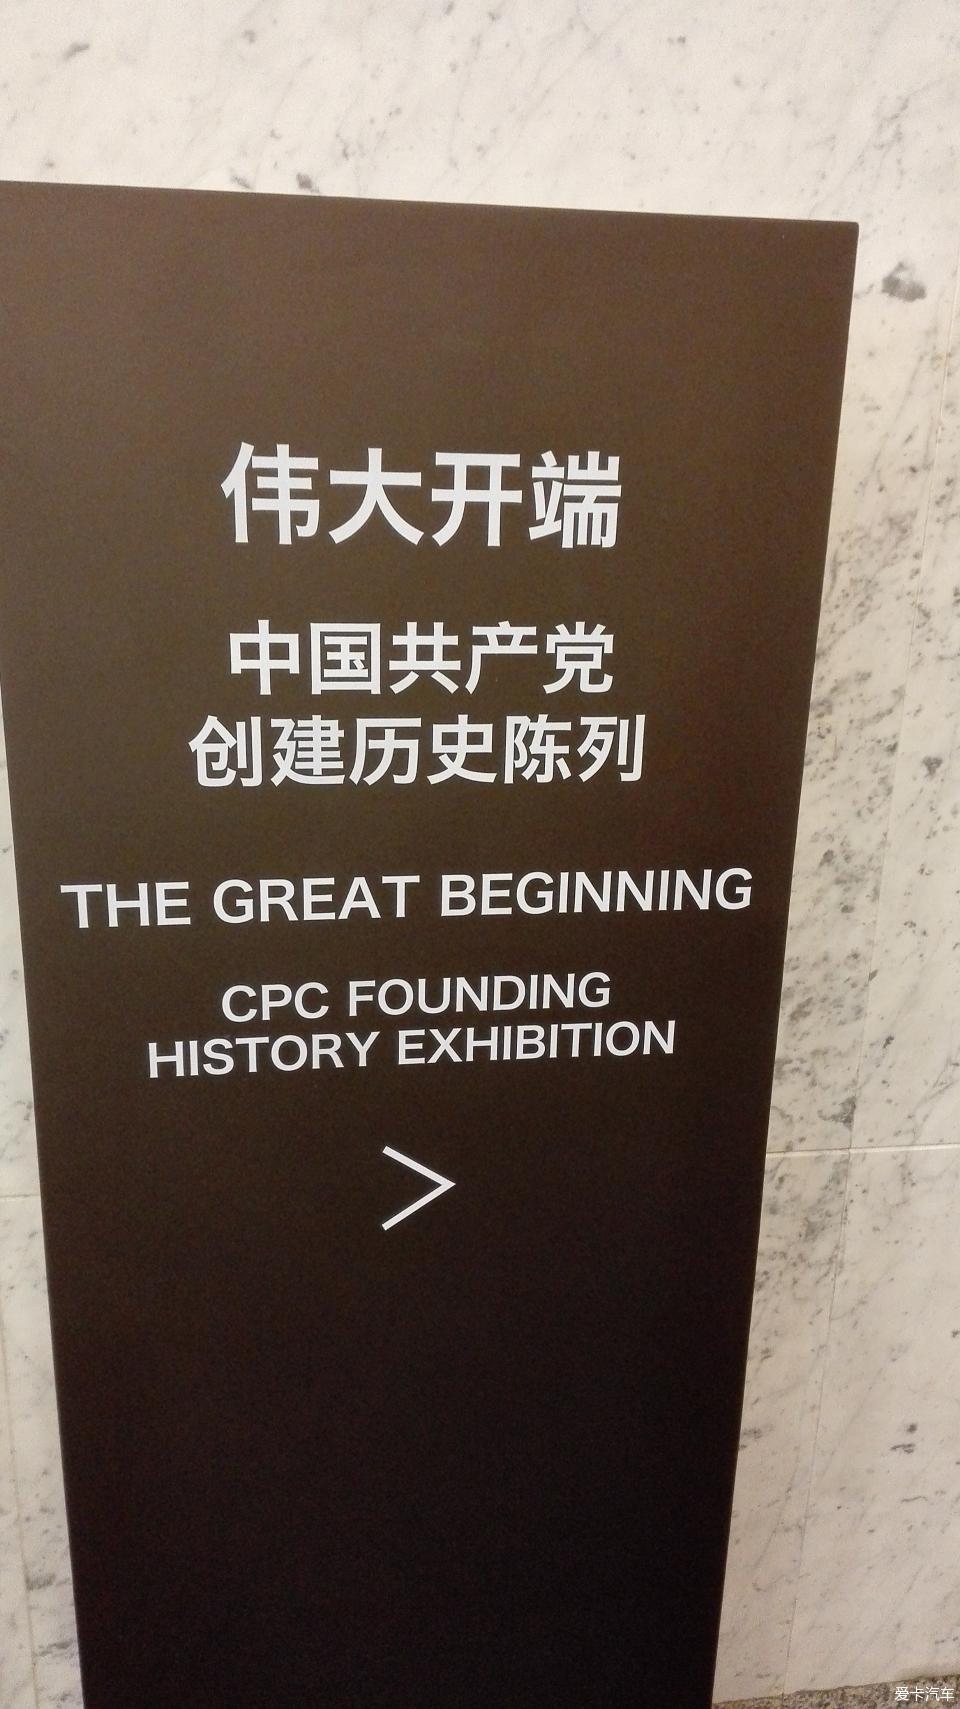 伟大开端
中国共产党
创建历史陈列
THE GREAT BEGINNING
CPC FOUNDING
HISTORY EXHIBITION
>
爱卡汽车